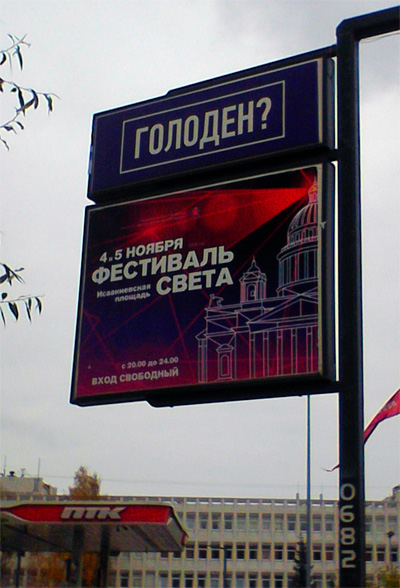 ГОЛОДЕН?
4 и 5 НОЯБРЯ
ФЕСТИВАЛЬ
СВЕТА
Исаакиевская
площадь
с 20.00 до 24.00
ВХОД СВОБОДНЫЙ
ПТК
0682